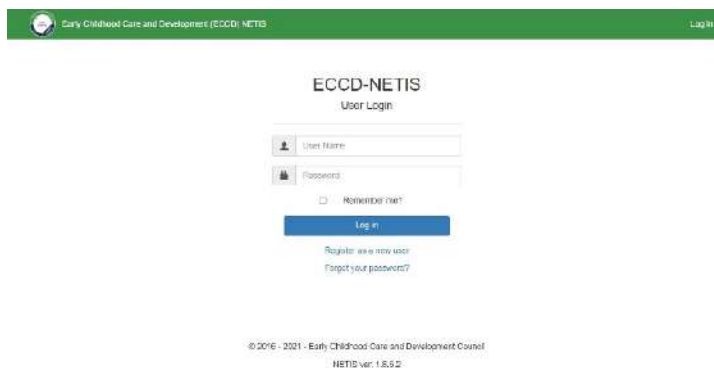 Early Childhood Care and Development (ECCD) NETIS
Log in
ECCD-NETIS
User Login
User Name
Password
Remember me?
Log in
Register as a new user
Forgot your password?
© 2016 - 2021 - Early Childhood Care and Development Council
NETIS ver. 1.8.5.2